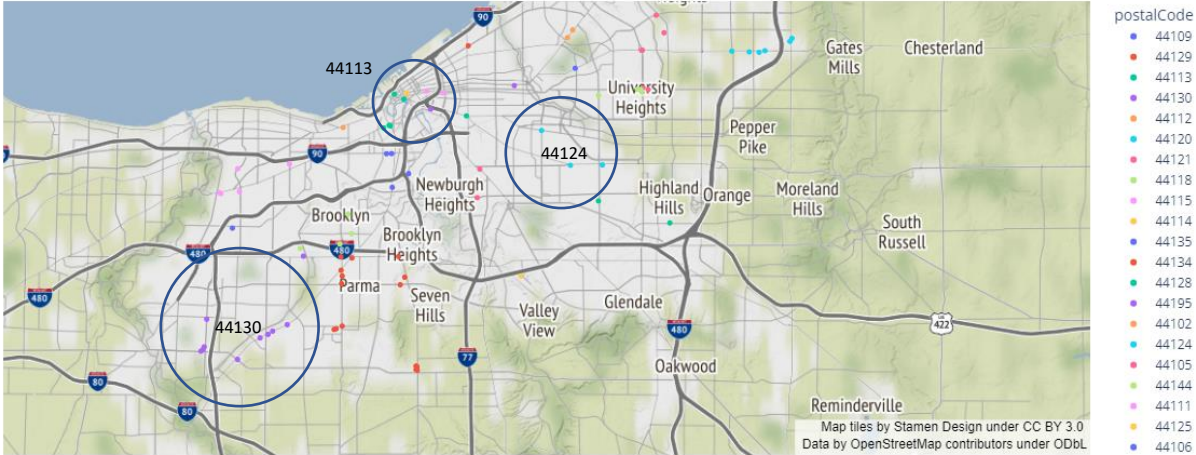 Heights
90
44113
University
Heights
Gates
Mills
Chesterland
Pepper
Pike
44124
90
Newburgh
Heights
Highland
Hills
Orange
Moreland
Hills
Brooklyn
South
Russell
Brooklyn
Heights
480
480
480
Parma
Seven
Hills
Valley
View
Glendale
44130
480
422
77
Oakwood
80
80
Reminderville
Map tiles by Stamen Design under CC BY 3.0
Data by OpenStreetMap contributors under ODbL
postalCode
44109
44129
44113
44130
44112
44120
44121
44118
44115
44114
44135
44134
44128
44195
44102
44124
44105
44144
44111
44125
44106